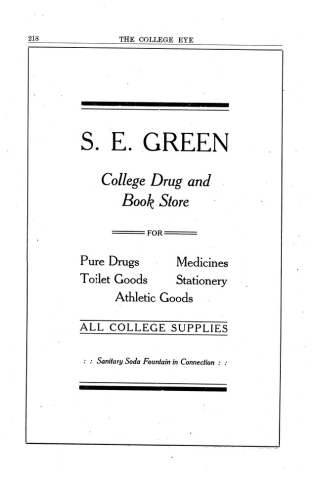 218 THE COLLEGE EYE
S. E. GREEN
College Drug and
Book Store
FOR
Pure Drugs Medicines
Toilet Goods Stationery
Athletic Goods
ALL COLLEGE SUPPLIES
: : Sanitary Soda Fountain in Connection : :